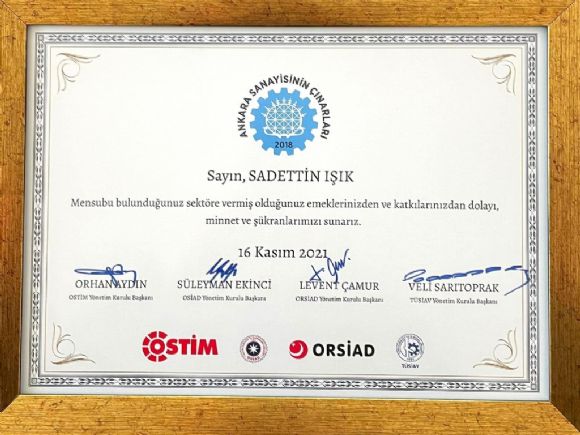 ANKARA SANAYİSİNİN ÇINARLARI
2018
Sayın, SADETTİN IŞIK
Mensubu bulunduğunuz sektöre vermiş olduğunuz emeklerinizden ve katkılarınızdan dolayı,
minnet ve şükranlarımızı sunarız.
16 Kasım 2021
ORHAN AYDIN SÜLEYMAN EKİNCİ LEVENT ÇAMUR VELİ SARITOPRAK
OSTİM Yönetim Kurulu Başkanı OSİAD Yönetim Kurulu Başkanı ORSİAD Yönetim Kurulu Başkanı TÜSİAV Yönetim Kurulu Başkanı
OSTİM ORSİAD
TÜSİAV